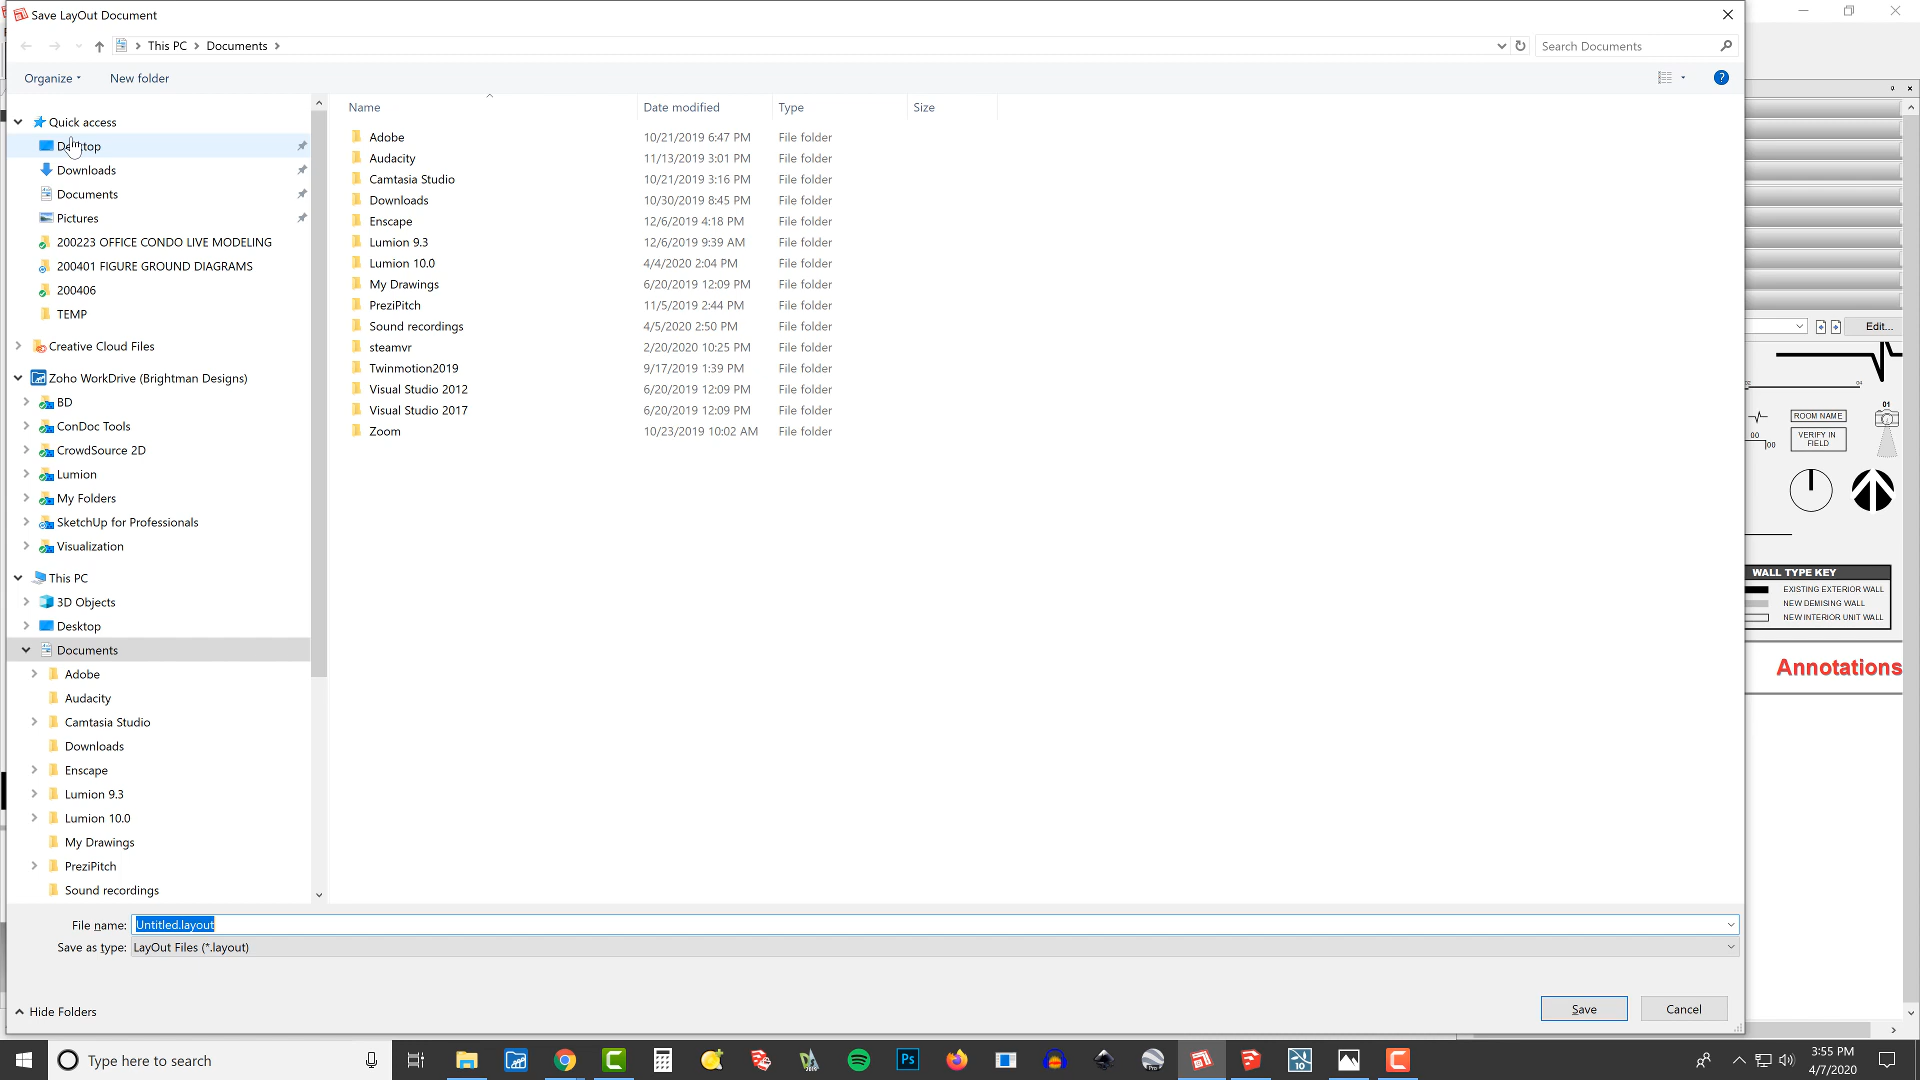 Save LayOut Document
This PC > Documents >
Search Documents
Organize
New folder
Quick access
Desktop
Downloads
Documents
Pictures
200223 OFFICE CONDO LIVE MODELING
200401 FIGURE GROUND DIAGRAMS
200406
TEMP
Creative Cloud Files
Zoho WorkDrive (Brightman Designs)
BD
ConDoc Tools
CrowdSource 2D
Lumion
My Folders
SketchUp for Professionals
Visualization
This PC
3D Objects
Desktop
Documents
Adobe
Audacity
Camtasia Studio
Downloads
Enscape
Lumion 9.3
Lumion 10.0
My Drawings
PreziPitch
Sound recordings
Name Date modified Type Size
Adobe 10/21/2019 6:47 PM File folder
Audacity 11/13/2019 3:01 PM File folder
Camtasia Studio 10/21/2019 3:16 PM File folder
Downloads 10/30/2019 8:45 PM File folder
Enscape 12/6/2019 4:18 PM File folder
Lumion 9.3 12/6/2019 9:39 AM File folder
Lumion 10.0 4/4/2020 2:04 PM File folder
My Drawings 6/20/2019 12:09 PM File folder
PreziPitch 11/5/2019 2:44 PM File folder
Sound recordings 4/5/2020 2:50 PM File folder
steamvr 2/20/2020 10:25 PM File folder
Twinmotion2019 9/17/2019 1:39 PM File folder
Visual Studio 2012 6/20/2019 12:09 PM File folder
Visual Studio 2017 6/20/2019 12:09 PM File folder
Zoom 10/23/2019 10:02 AM File folder
Edit...
01
ROOM NAME
VERIFY IN
FIELD
00
00
WALL TYPE KEY
EXISTING EXTERIOR WALL
NEW DEMISING WALL
NEW INTERIOR UNIT WALL
Annotations
File name: Untitled.layout
Save as type: LayOut Files (*.layout)
Hide Folders
Save
Cancel
Type here to search
Ps
10
3:55 PM
4/7/2020